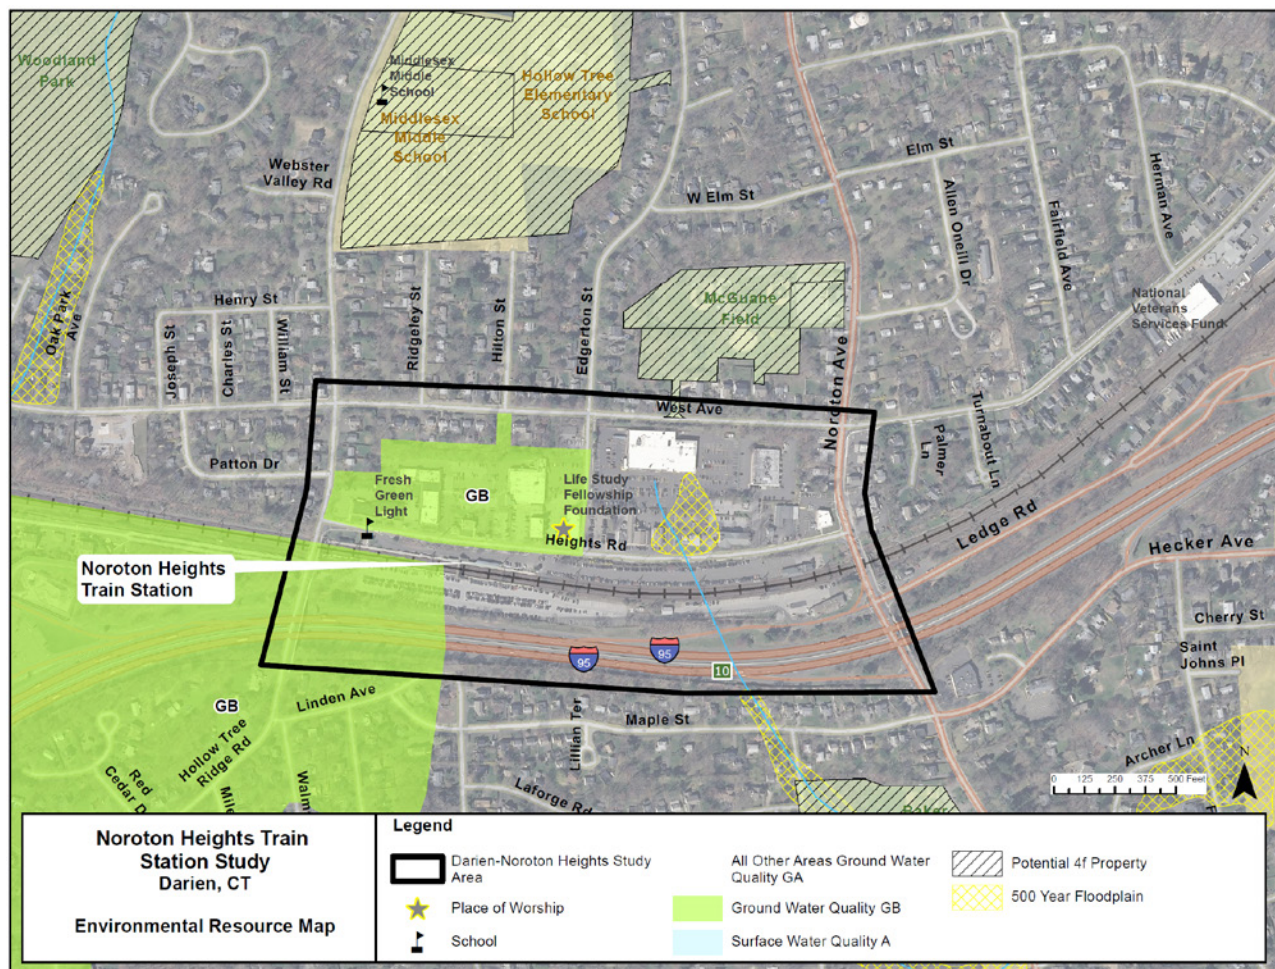 Woodland
Park
Middlesex
Middle
School
Hollow Tree
Elementary
School
Middlesex
Middle
School
Webster
Valley Rd
Elm St
W Elm St
Herman Ave
Allen Oneill Dr
Fairfield Ave
Henry St
Oak Park
Ave
Joseph St
Charles St
William St
Ridgeley St
Hilton St
Edgerton St
McGuane
Field
National
Veterans
Services Fund
Noroton Ave
West Ave
Palmer
Ln
Turnabout Ln
Patton Dr
Fresh
Green
Light
GB
Life Study
Fellowship
Foundation
Heights Rd
Ledge Rd
Hecker Ave
Noroton Heights
Train Station
Cherry St
Saint
Johns Pl
95
95
10
GB
Linden Ave
Hollow Tree
Ridge Rd
Red
Cedar D
Mile
Walm
Lillian Ter
Maple St
Laforge Rd
Archer Ln
N
0 125 250 500 Feet
Noroton Heights Train
Station Study
Darien, CT
Environmental Resource Map
Legend
Darien-Noroton Heights Study
Area
Place of Worship
School
All Other Areas Ground Water
Quality GA
Ground Water Quality GB
Surface Water Quality A
Potential 4f Property
500 Year Floodplain